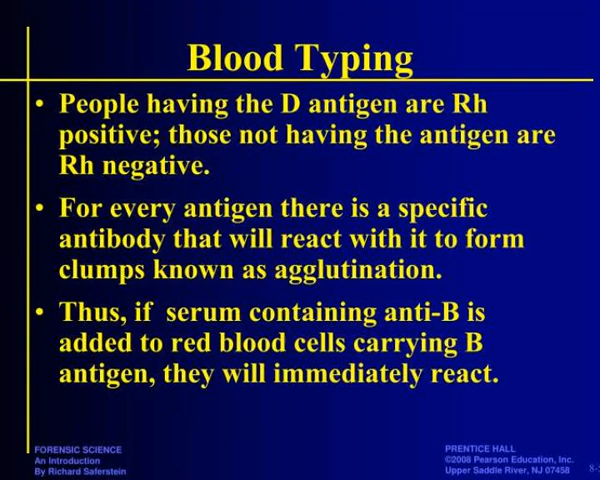 Blood Typing
• People having the D antigen are Rh
positive; those not having the antigen are
Rh negative.
• For every antigen there is a specific
antibody that will react with it to form
clumps known as agglutination.
• Thus, if serum containing anti-B is
added to red blood cells carrying B
antigen, they will immediately react.
FORENSIC SCIENCE
An Introduction
By Richard Saferstein
PRENTICE HALL
©2008 Pearson Education, Inc.
Upper Saddle River, NJ 07458